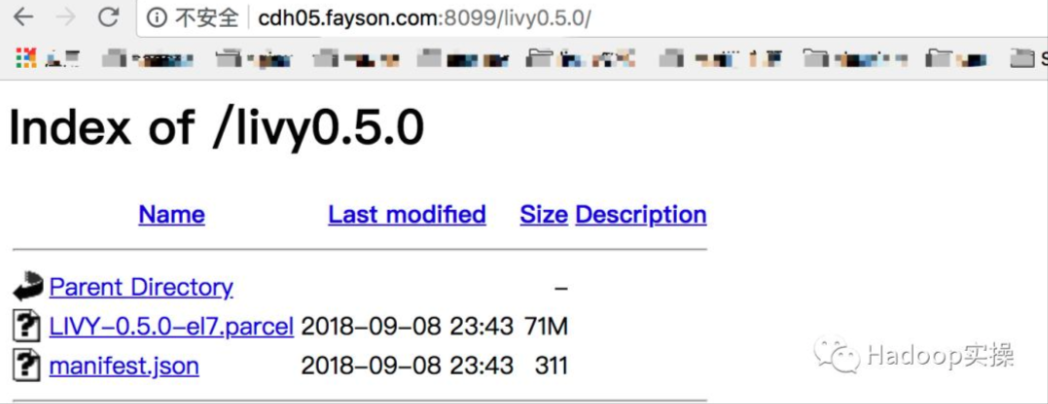 不安全 cdh05.fayson.com:8099/livy0.5.0/
Index of /livy0.5.0
Name Last modified Size Description
Parent Directory –
LIVY-0.5.0-el7.parcel 2018-09-08 23:43 71M
manifest.json 2018-09-08 23:43 311
Hadoop实操